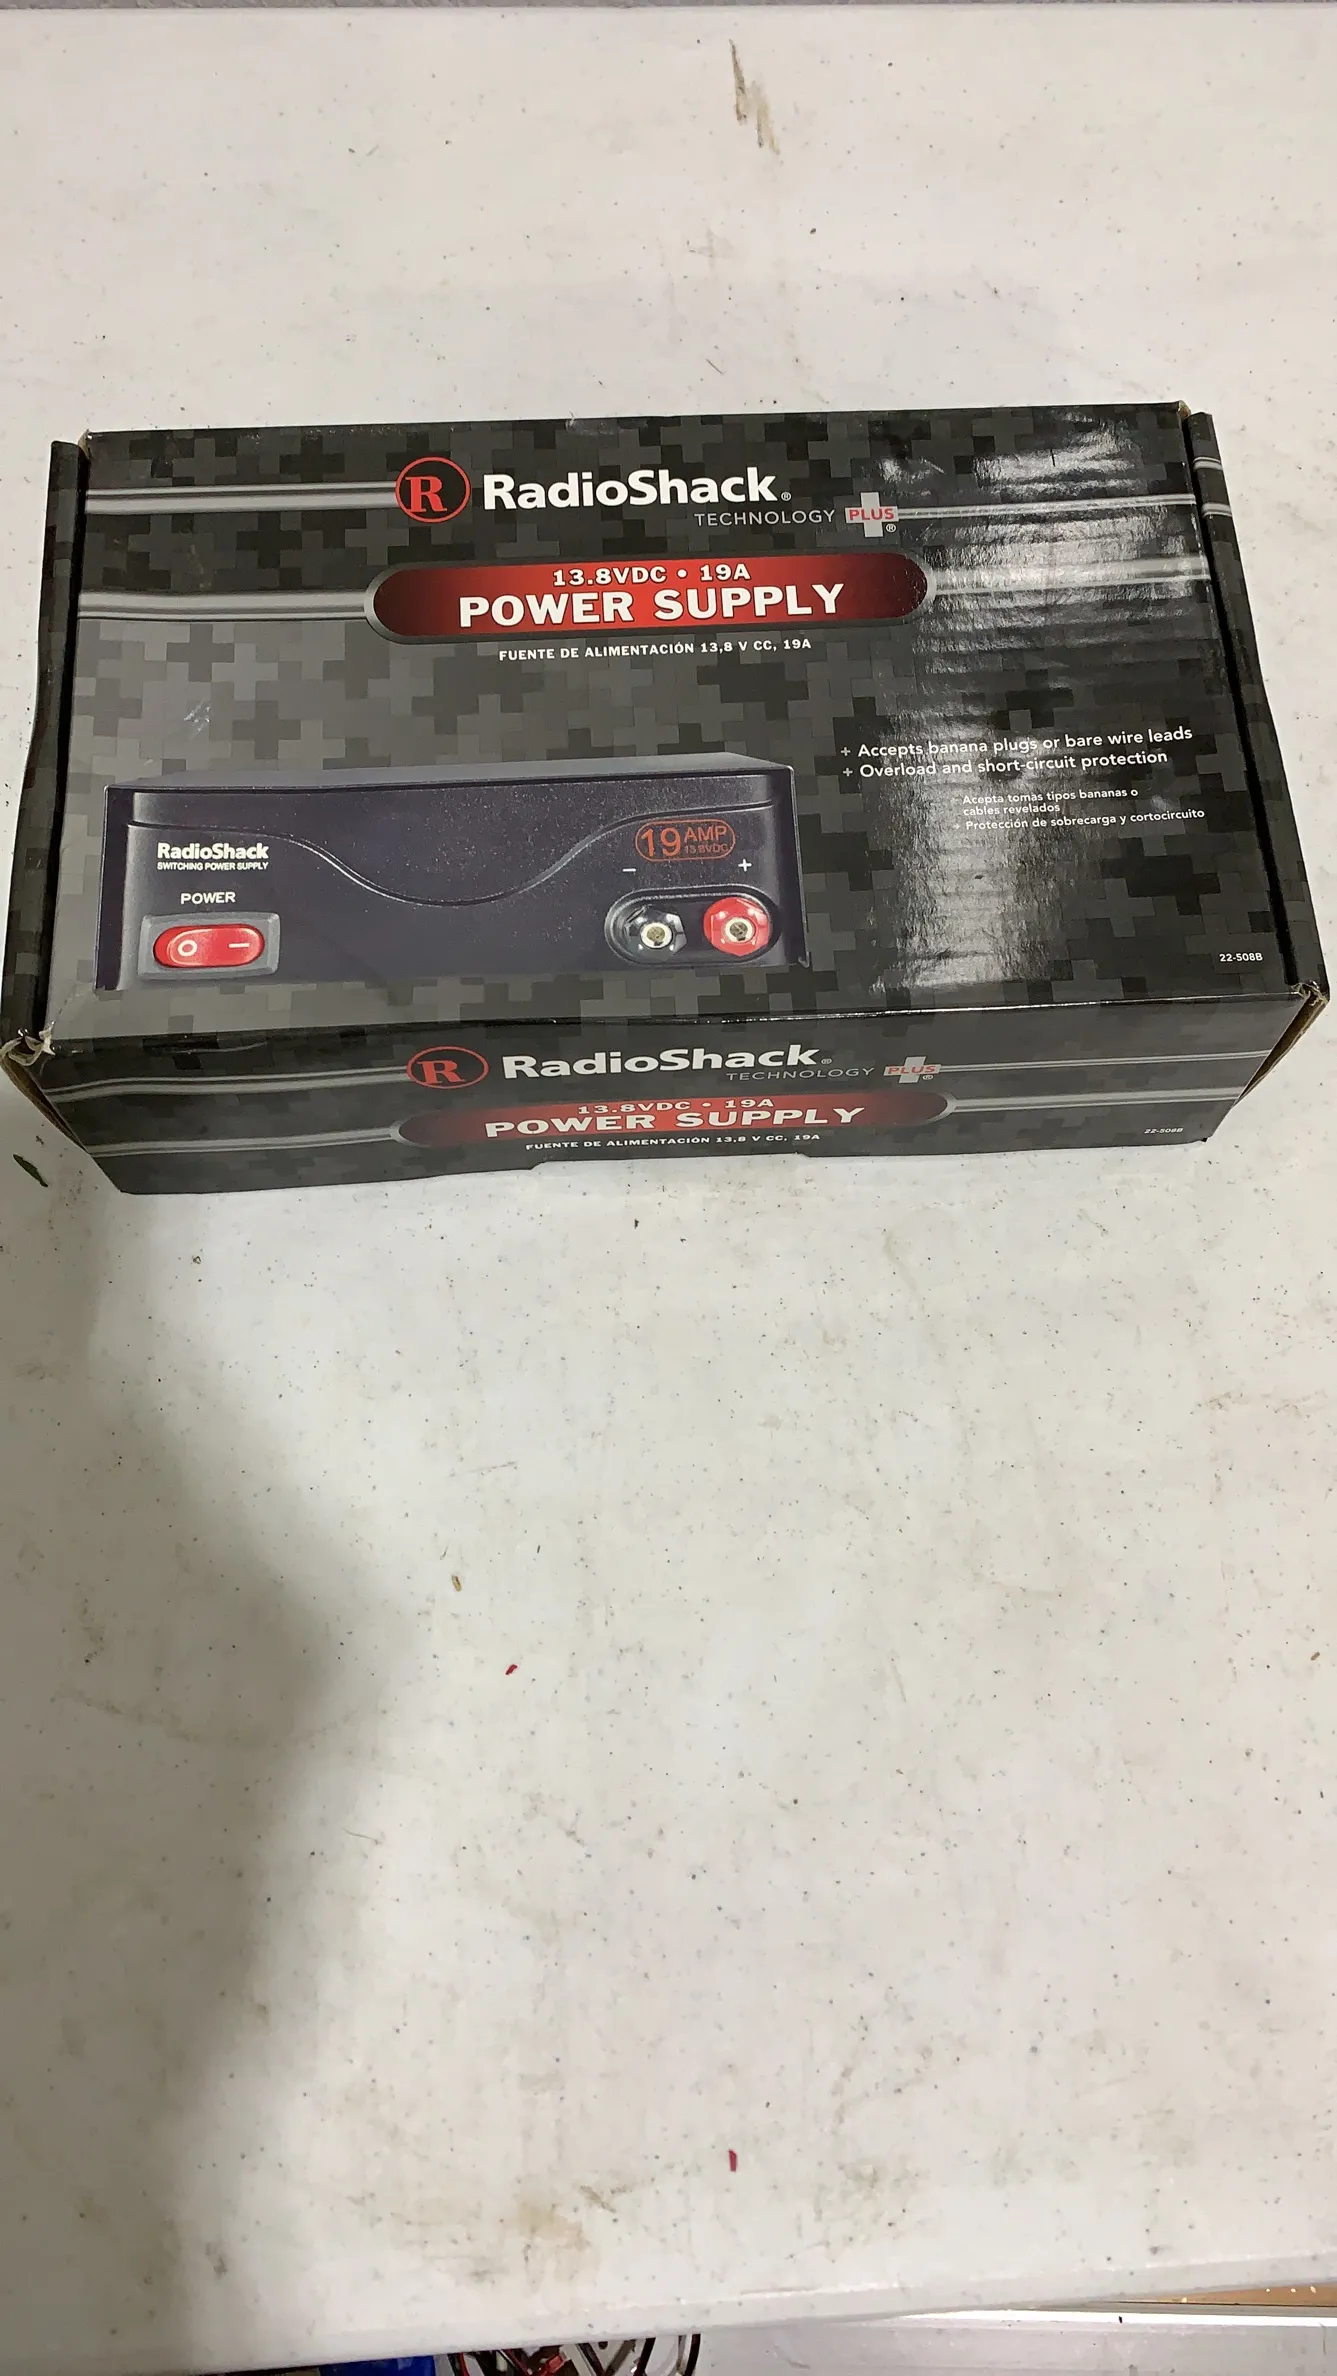 R RadioShack®
TECHNOLOGY PLUS®
13.8VDC • 19A
POWER SUPPLY
FUENTE DE ALIMENTACIÓN 13,8 V CC, 19A
+ Accepts banana plugs or bare wire leads
+ Overload and short-circuit protection
Acepta tomas tipos bananas o
cables revelados
+ Protección de sobrecarga y cortocircuito
RadioShack
SWITCHING POWER SUPPLY
POWER
19 AMP
13.8VDC
- +
22-508B
R RadioShack®
TECHNOLOGY PLUS®
13.8VDC • 19A
POWER SUPPLY
FUENTE DE ALIMENTACIÓN 13,8 V CC, 19A
22-508B